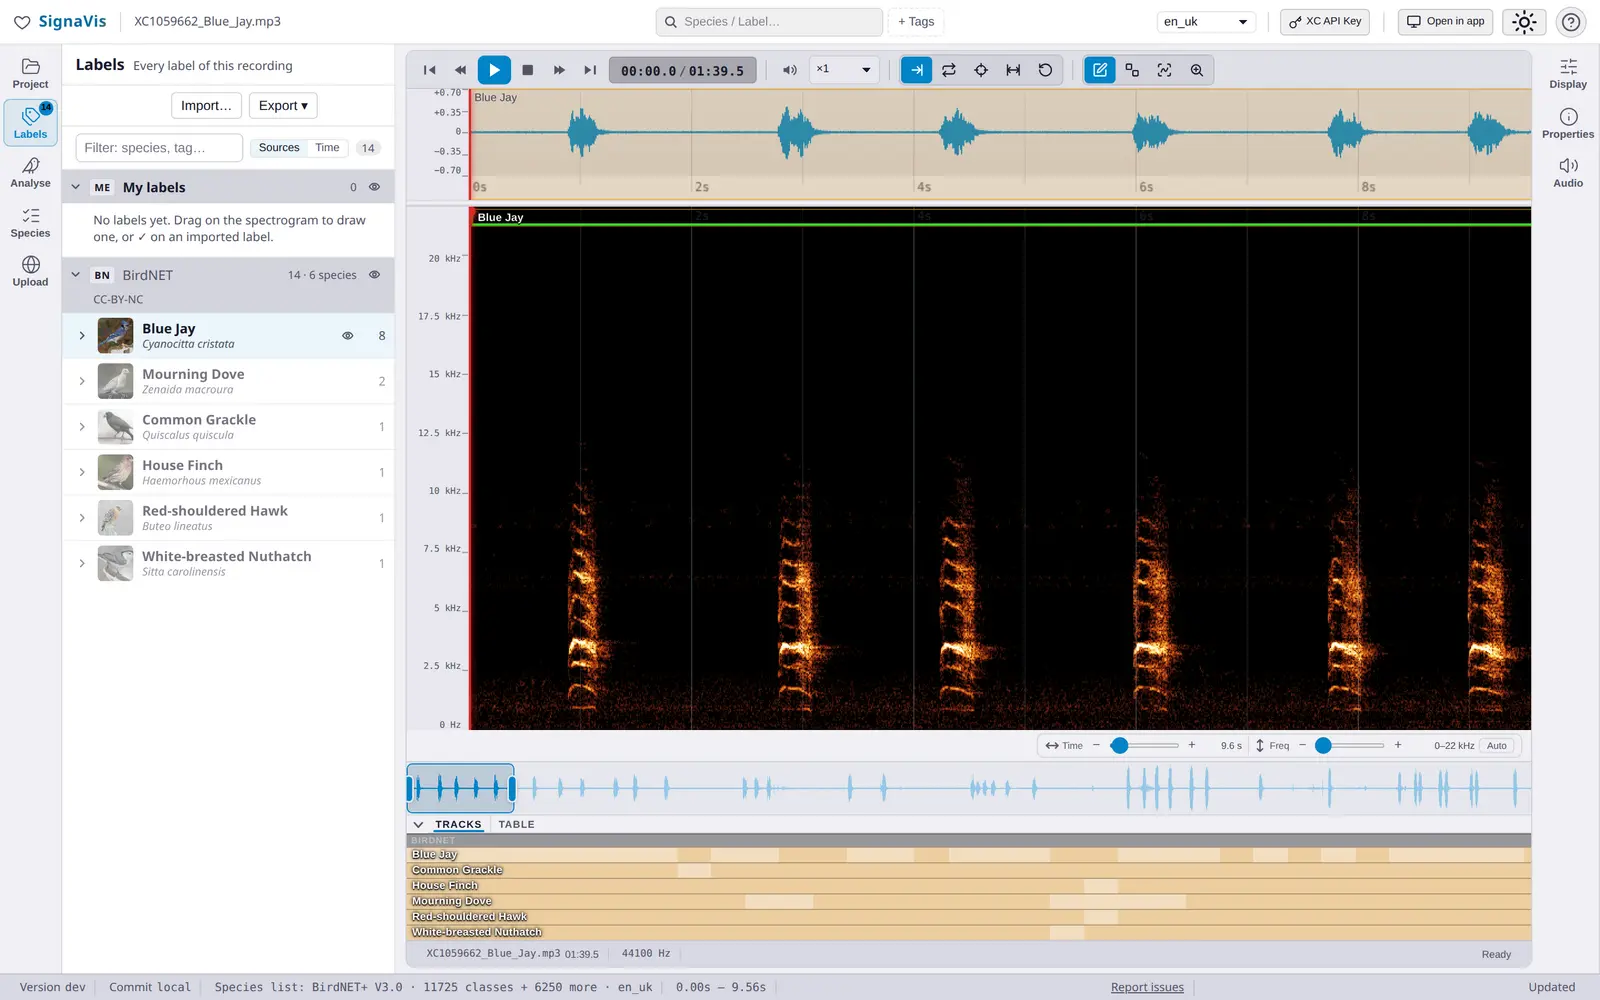 SignaVis
XC1059662_Blue_Jay.mp3
Species / Label…
+ Tags
en_uk
XC API Key
Open in app
Project
14
Labels
Analyse
Species
Upload
Labels Every label of this recording
Import…
Export ▾
Filter: species, tag…
Sources
Time
14
ME My labels 0
No labels yet. Drag on the spectrogram to draw
one, or ✓ on an imported label.
BN BirdNET 14 · 6 species
CC-BY-NC
Blue Jay 8
Cyanocitta cristata
Mourning Dove 2
Zenaida macroura
Common Grackle 1
Quiscalus quiscula
House Finch 1
Haemorhous mexicanus
Red-shouldered Hawk 1
Buteo lineatus
White-breasted Nuthatch 1
Sitta carolinensis
00:00.0 / 01:39.5
×1
+0.70
+0.35
0
−0.35
−0.70
Blue Jay
0s 2s 4s 6s 8s
Blue Jay
2s 4s 6s 8s
20 kHz
17.5 kHz
15 kHz
12.5 kHz
10 kHz
7.5 kHz
5 kHz
2.5 kHz
0 Hz
Time − + 9.6 s Freq − + 0–22 kHz Auto
TRACKS TABLE
BIRDNET
Blue Jay
Common Grackle
House Finch
Mourning Dove
Red-shouldered Hawk
White-breasted Nuthatch
XC1059662_Blue_Jay.mp3 01:39.5 44100 Hz Ready
Display
Properties
Audio
Version dev Commit local Species list: BirdNET+ V3.0 · 11725 classes + 6250 more · en_uk 0.00s – 9.56s Report issues Updated